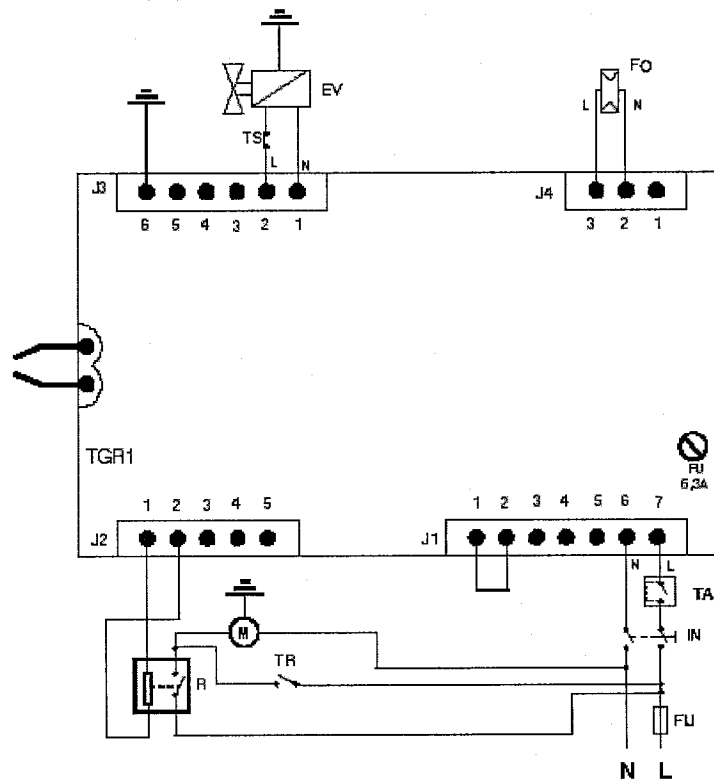 EV
FO
L
N
TS
L
N
J3
J4
6 5 4 3 2 1
3 2 1
TGR1
FU
6,3A
1 2 3 4 5
1 2 3 4 5 6 7
J2
J1
N
L
TA
M
IN
TR
R
FU
N L